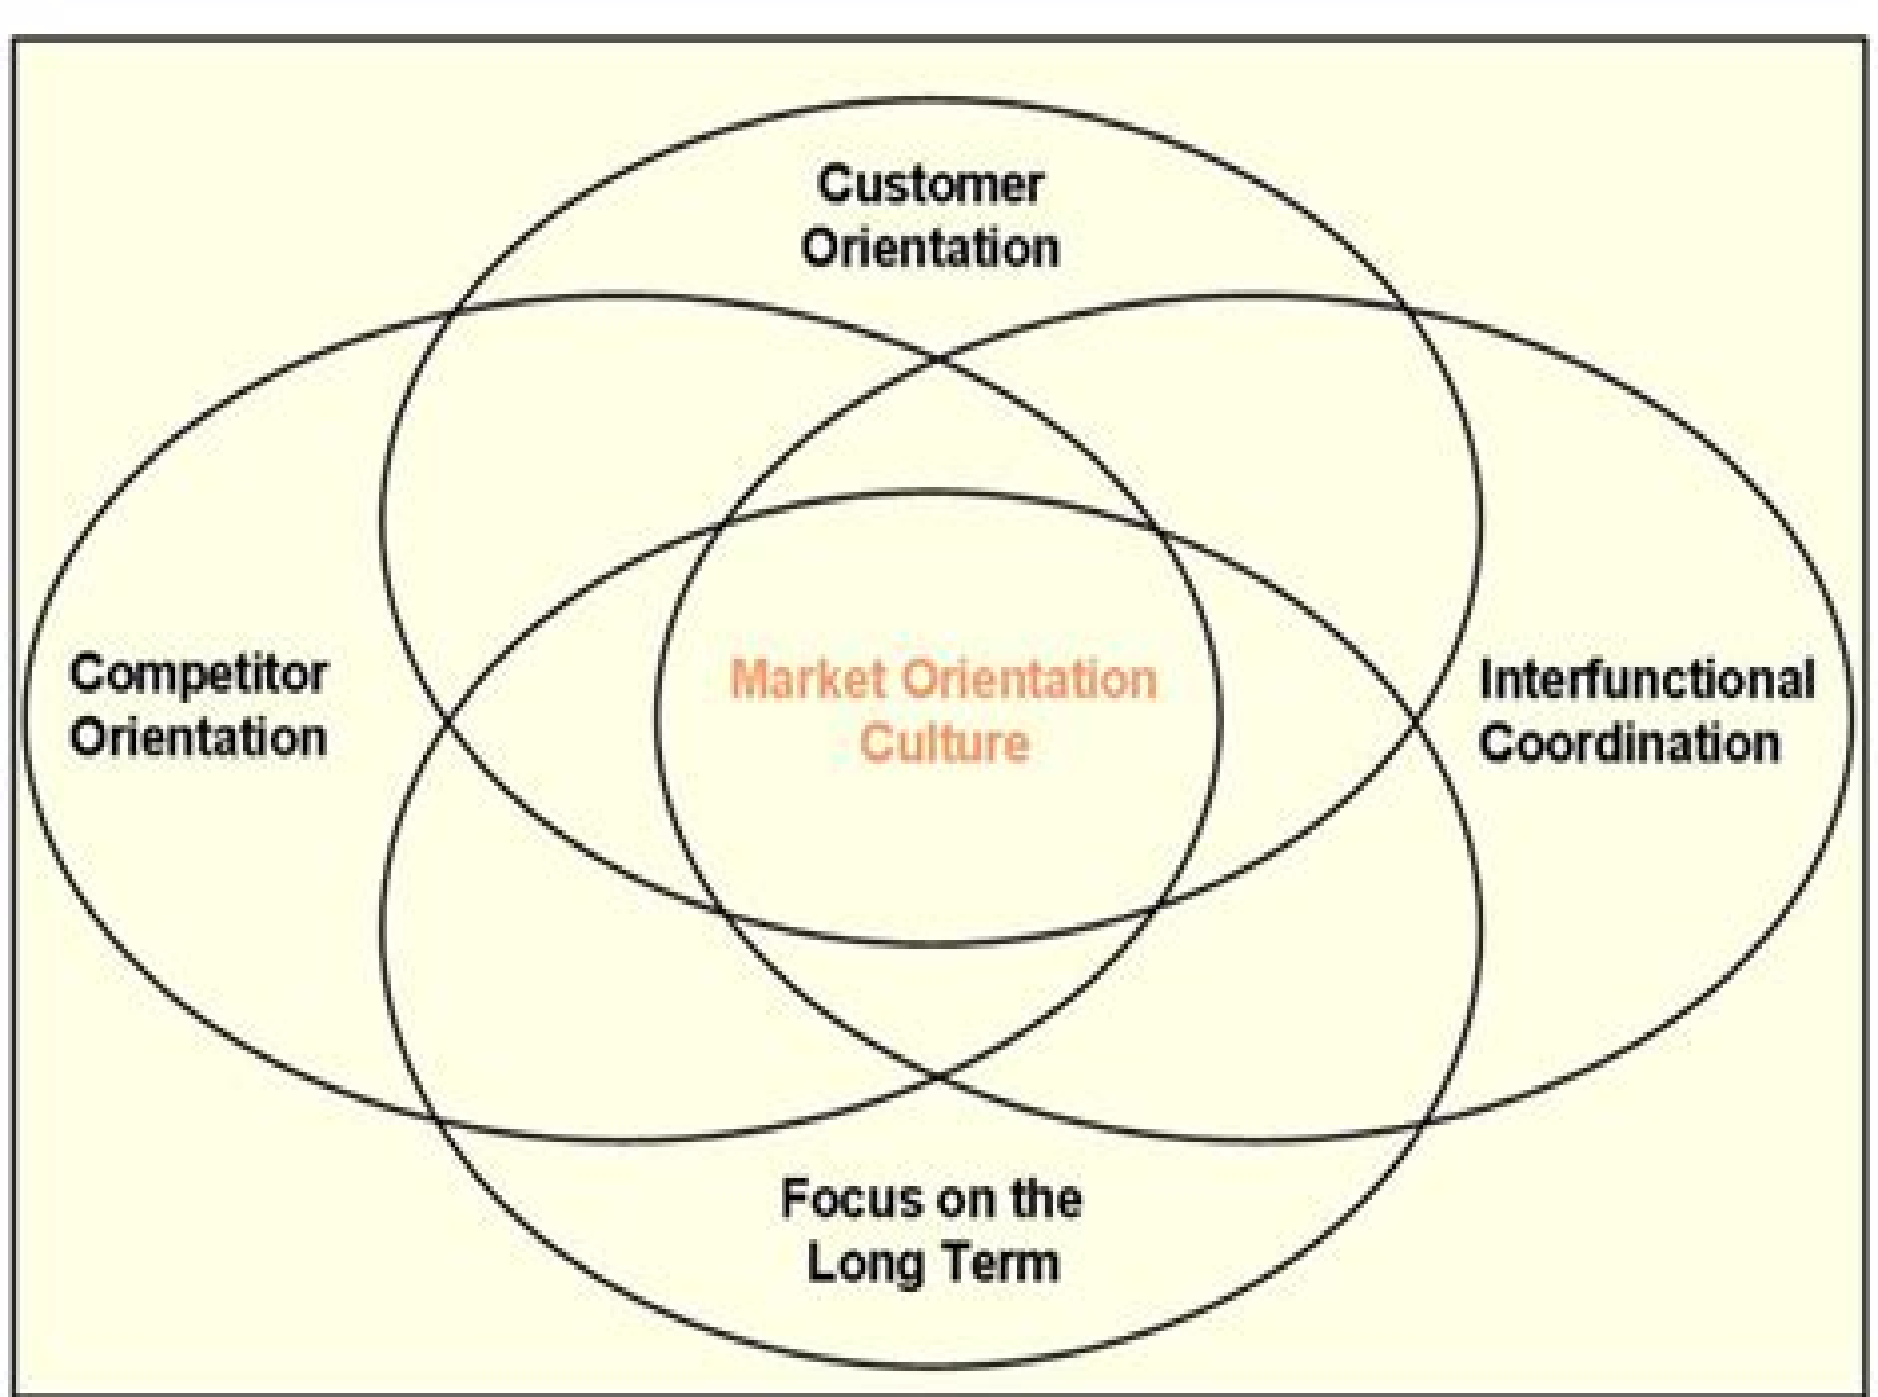 Customer
Orientation
Competitor
Orientation
Market Orientation
Culture
Interfunctional
Coordination
Focus on the
Long Term